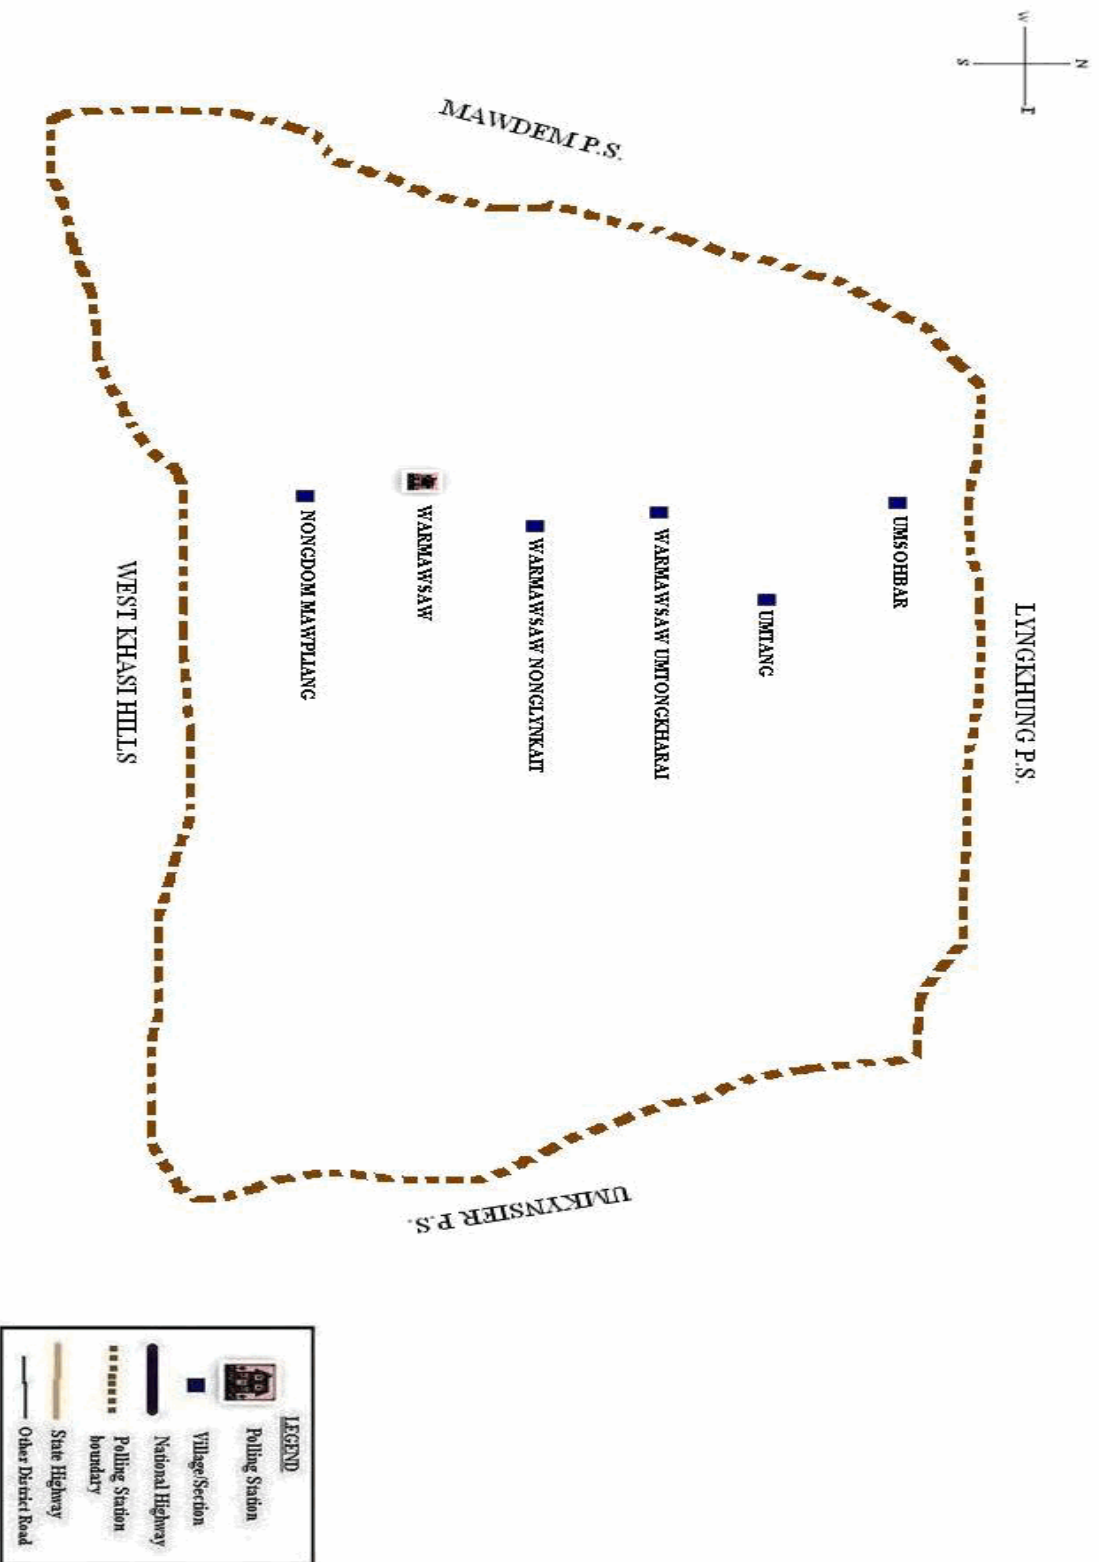 W
N
S
E
MAWDEM P.S.
LYNGKHUNG P.S.
UMSOHBAR
UMTANG
WARMAWSAW UMTONGKHARAI
WARMAWSAW NONGLYNKAIT
WARMAWSAW
NONGDOM MAWPLIANG
WEST KHASI HILLS
UMKYNSIER P.S.
LEGEND
Polling Station
Village/Section
National Highway
Polling Station
boundary
State Highway
Other District Road